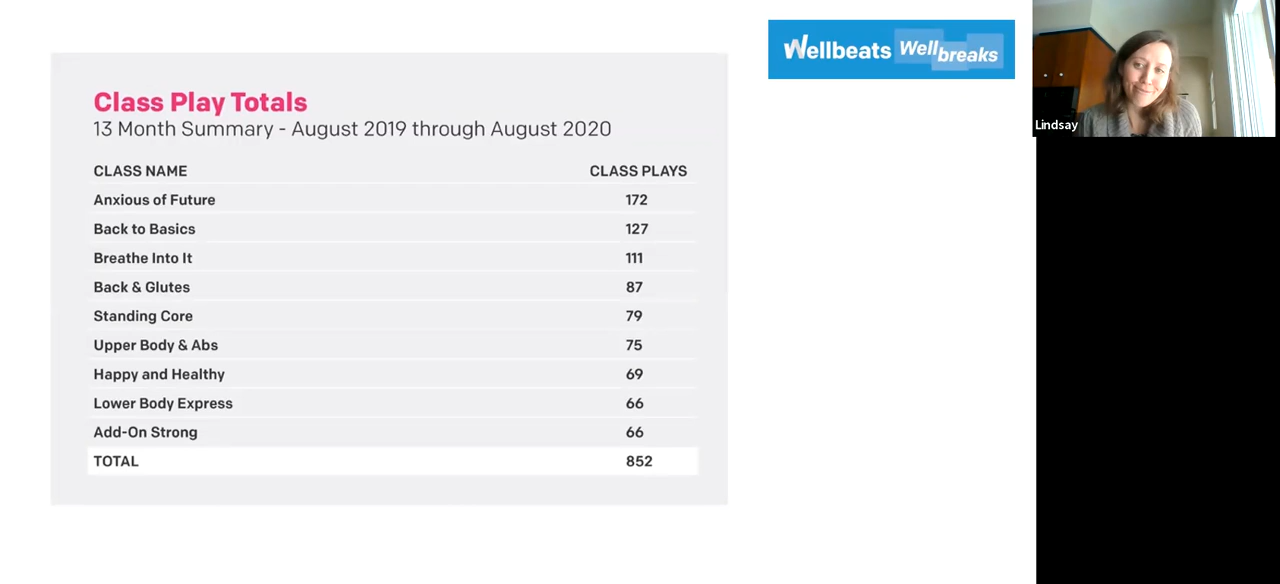 Wellbeats Well breaks
Lindsay
Class Play Totals
13 Month Summary - August 2019 through August 2020
CLASS NAME CLASS PLAYS
Anxious of Future 172
Back to Basics 127
Breathe Into It 111
Back & Glutes 87
Standing Core 79
Upper Body & Abs 75
Happy and Healthy 69
Lower Body Express 66
Add-On Strong 66
TOTAL 852